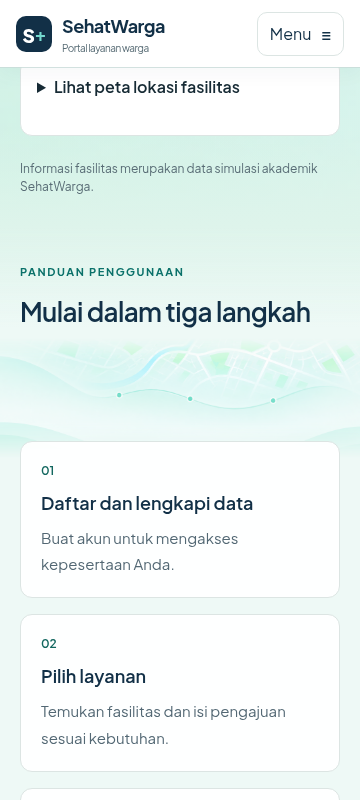 S+
SehatWarga
Portal layanan warga
Menu ≡
▶ Lihat peta lokasi fasilitas
Informasi fasilitas merupakan data simulasi akademik
SehatWarga.
PANDUAN PENGGUNAAN
Mulai dalam tiga langkah
01
Daftar dan lengkapi data
Buat akun untuk mengakses
kepesertaan Anda.
02
Pilih layanan
Temukan fasilitas dan isi pengajuan
sesuai kebutuhan.